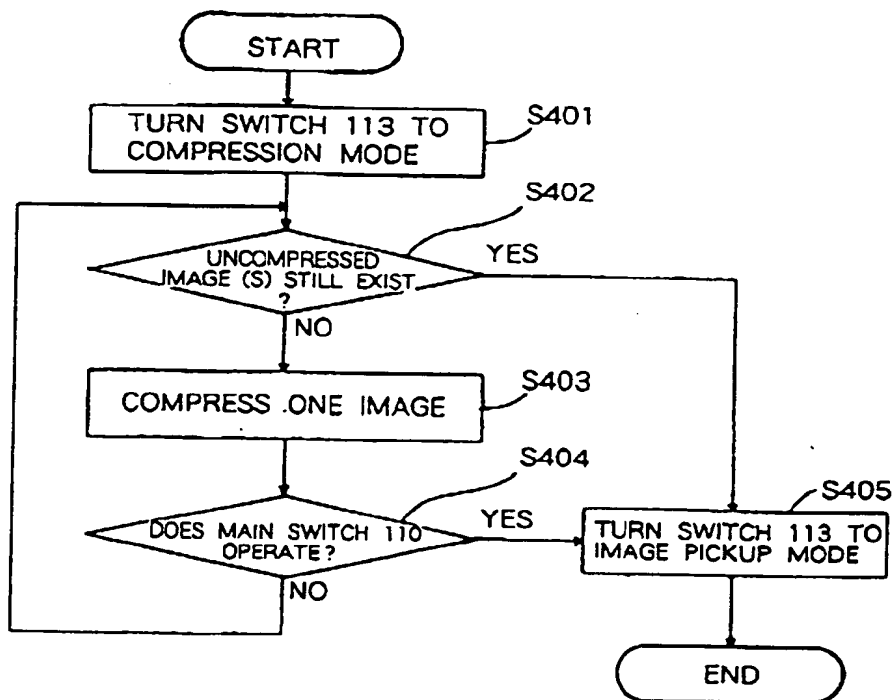 START
TURN SWITCH 113 TO
COMPRESSION MODE
S401
S402
UNCOMPRESSED
IMAGE (S) STILL EXIST
?
YES
NO
COMPRESS .ONE IMAGE
S403
S404
DOES MAIN SWITCH 110
OPERATE?
YES
NO
S405
TURN SWITCH 113 TO
IMAGE PICKUP MODE
END